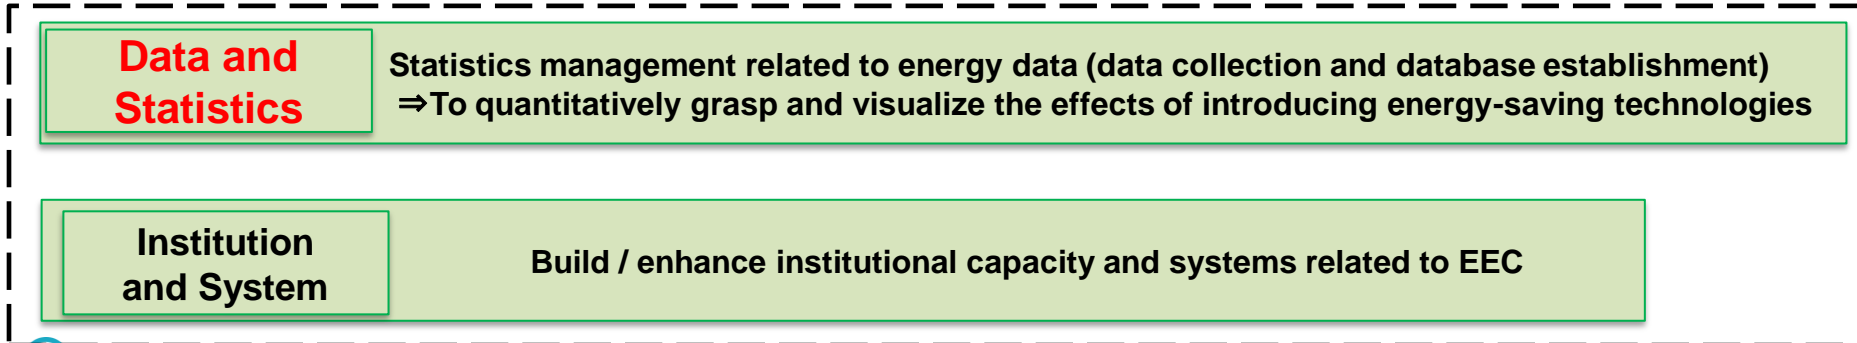 Data and
Statistics
Statistics management related to energy data (data collection and database establishment)
⇒To quantitatively grasp and visualize the effects of introducing energy-saving technologies
Institution
and System
Build / enhance institutional capacity and systems related to EEC